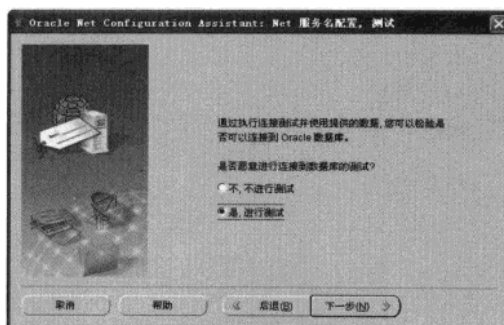 Oracle Net Configuration Assistant: Net 服务名配置, 测试
通过执行连接测试并使用提供的数据,您可以检验是
否可以连接到 Oracle 数据库。
是否愿意进行连接到数据库的测试?
不,不进行测试
是,进行测试
取消
帮助
后退(B)
下一步(N)